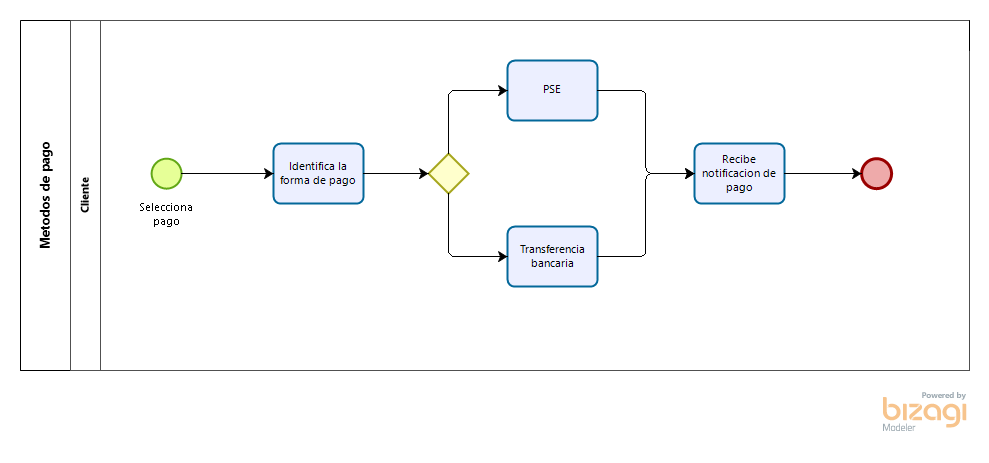 Metodos de pago
Cliente
Selecciona
pago
Identifica la
forma de pago
PSE
Transferencia
bancaria
Recibe
notificacion de
pago
Powered by
bizagi
Modeler